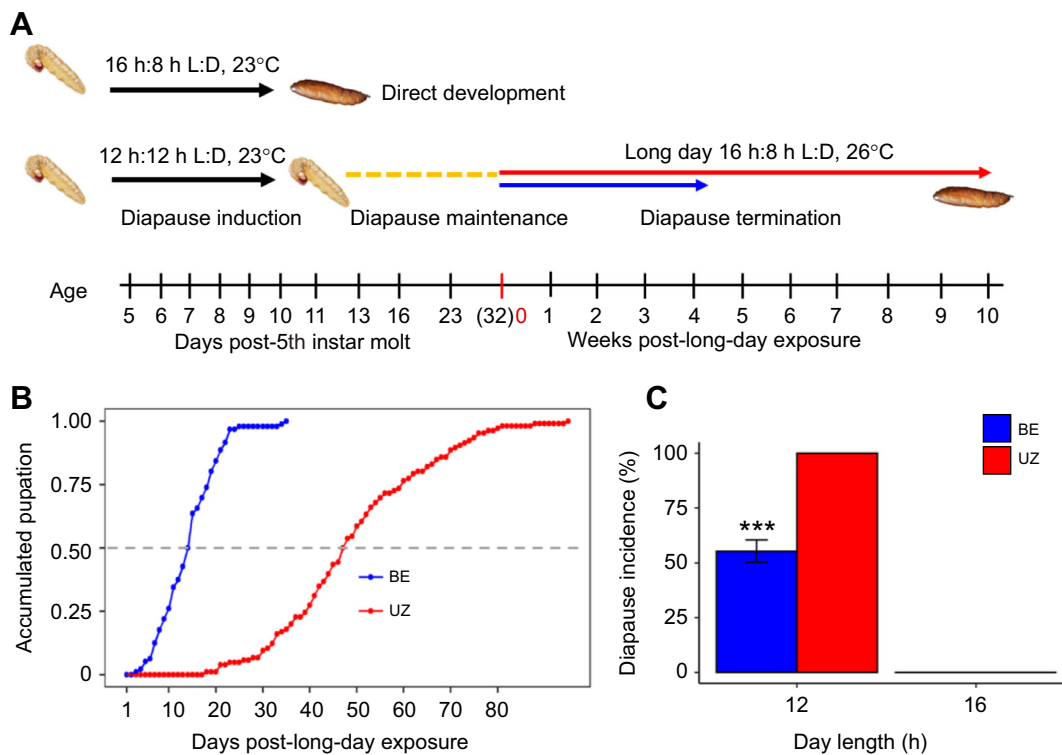 A
16 h:8 h L:D, 23°C
Direct development
12 h:12 h L:D, 23°C
Long day 16 h:8 h L:D, 26°C
Diapause induction
Diapause maintenance
Diapause termination
Age
5 6 7 8 9 10 11 13 16 23 (32) 0 1 2 3 4 5 6 7 8 9 10
Days post-5th instar molt
Weeks post-long-day exposure
B
Accumulated pupation
1.00
0.75
0.50
0.25
0
BE
UZ
1 10 20 30 40 50 60 70 80
Days post-long-day exposure
C
BE
UZ
Diapause incidence (%)
100
75
50
25
0
***
12 16
Day length (h)